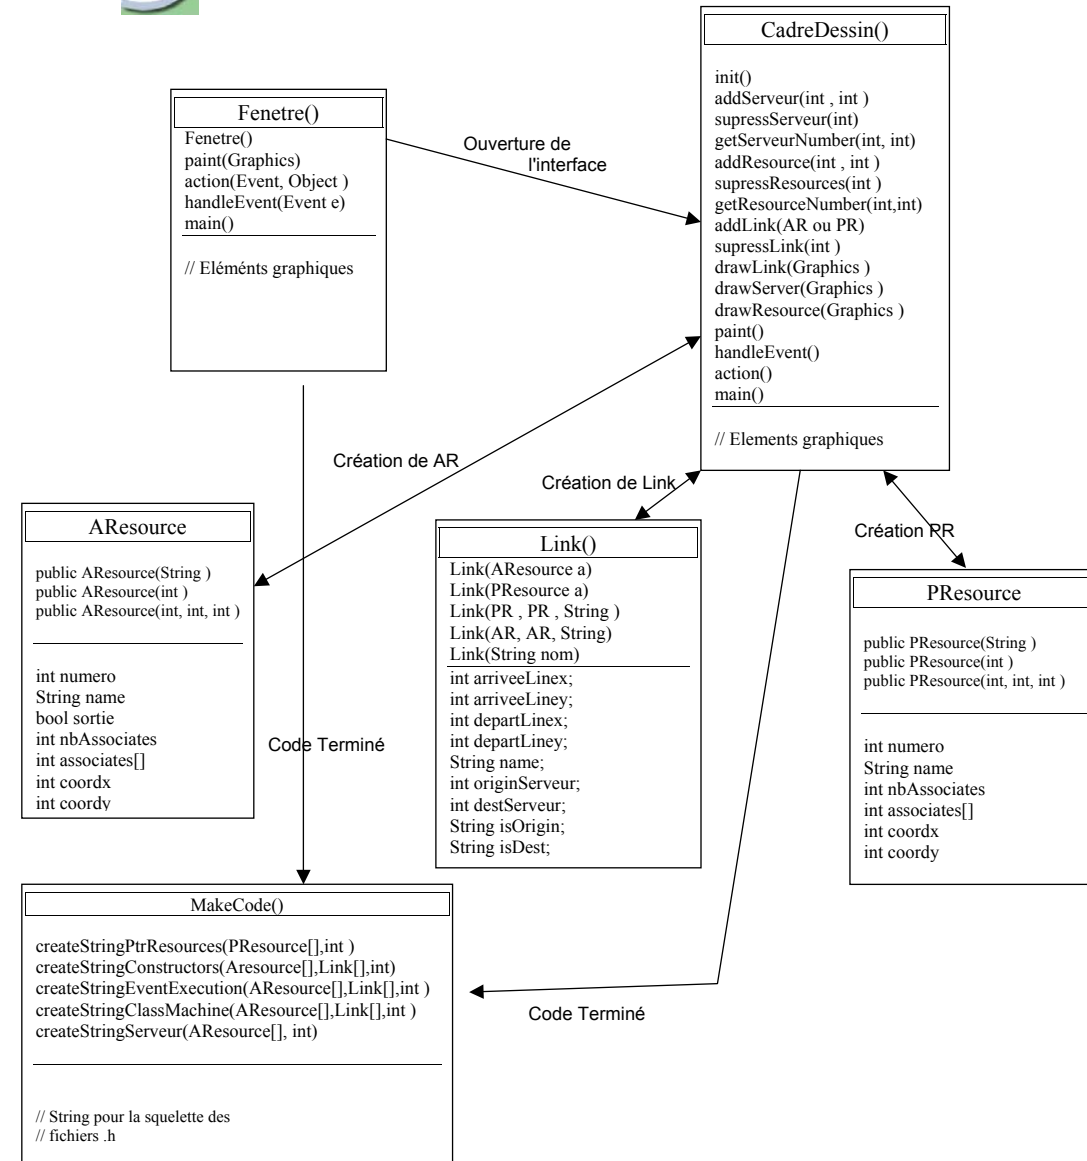 CadreDessin()
init()
addServeur(int , int )
supressServeur(int)
getServeurNumber(int, int)
addResource(int , int )
supressResources(int )
getResourceNumber(int,int)
addLink(AR ou PR)
supressLink(int )
drawLink(Graphics )
drawServer(Graphics )
drawResource(Graphics )
paint()
handleEvent()
action()
main()
// Elements graphiques
Fenetre()
Fenetre()
paint(Graphics)
action(Event, Object )
handleEvent(Event e)
main()
// Eléménts graphiques
Ouverture de
l'interface
Création de AR
Création de Link
Création PR
AResource
public AResource(String )
public AResource(int )
public AResource(int, int, int )
int numero
String name
bool sortie
int nbAssociates
int associates[]
int coordx
int coordy
Code Terminé
Link()
Link(AResource a)
Link(PResource a)
Link(PR , PR , String )
Link(AR, AR, String)
Link(String nom)
int arriveeLinex;
int arriveeLiney;
int departLinex;
int departLiney;
String name;
int originServeur;
int destServeur;
String isOrigin;
String isDest;
PResource
public PResource(String )
public PResource(int )
public PResource(int, int, int )
int numero
String name
int nbAssociates
int associates[]
int coordx
int coordy
MakeCode()
createStringPtrResources(PResource[],int )
createStringConstructors(Aresource[],Link[],int)
createStringEventExecution(AResource[],Link[],int )
createStringClassMachine(AResource[],Link[],int )
createStringServeur(AResource[], int)
// String pour la squelette des
// fichiers .h
Code Terminé